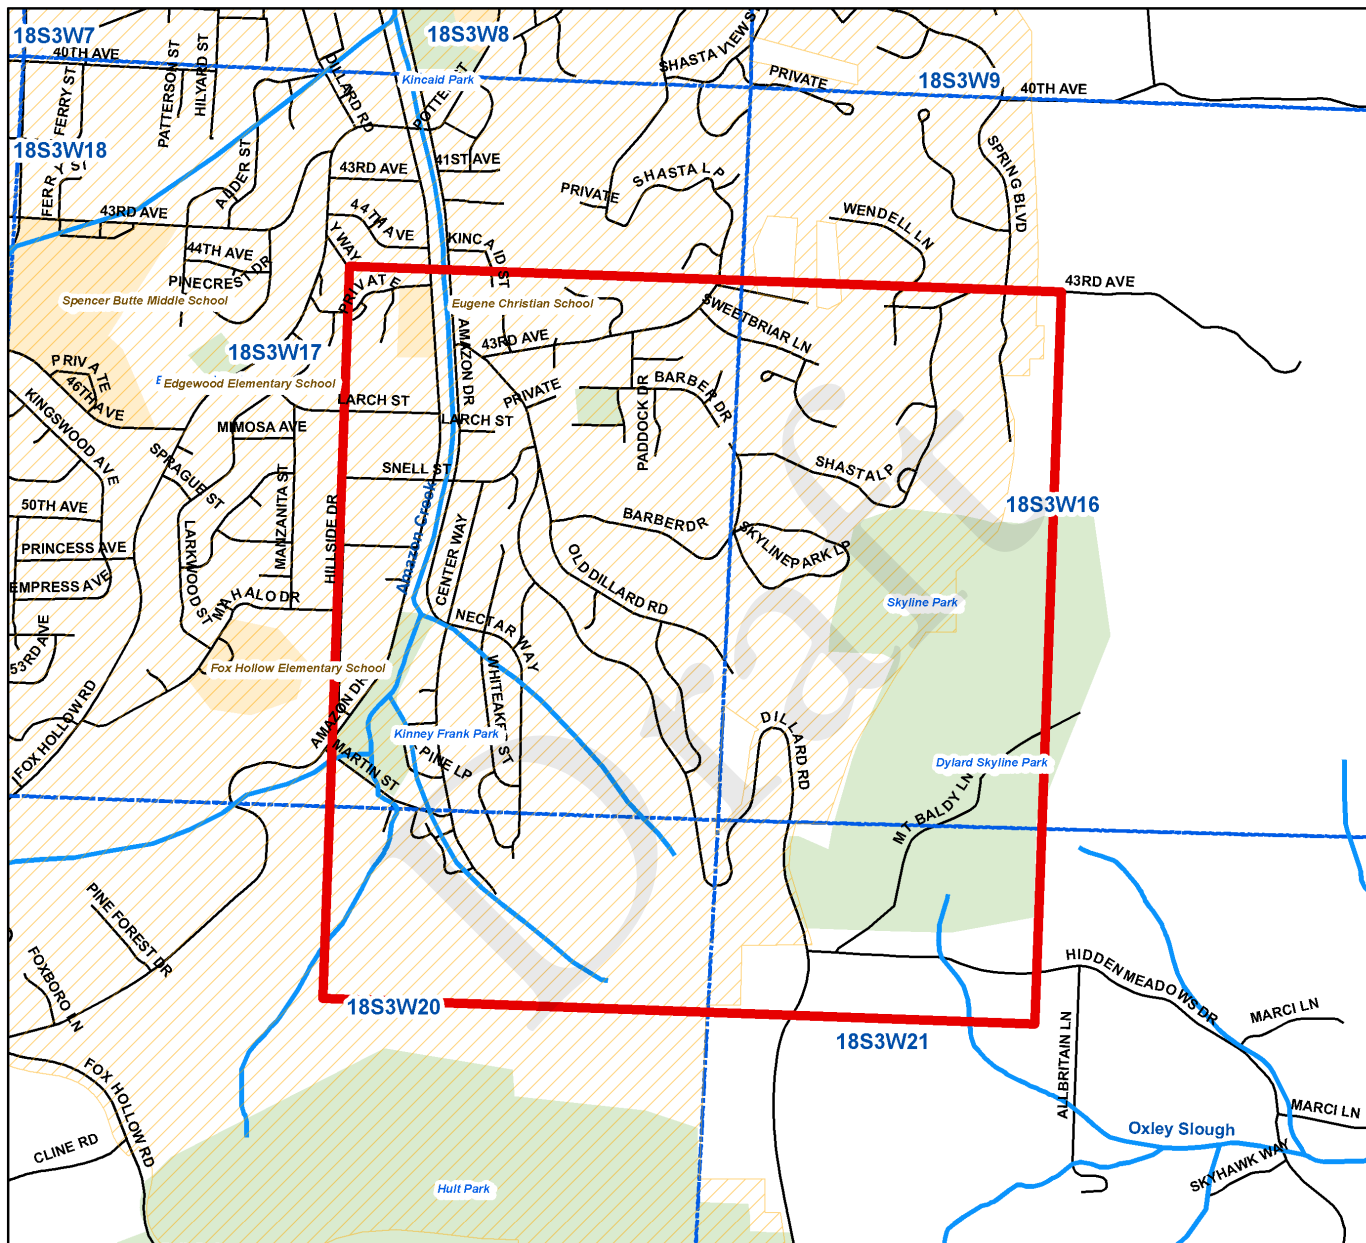 18S3W7
18S3W8
40TH AVE
PATTERSON ST
HILYARD ST
FERRY ST
DILLARD RD
Kincaid Park
SHASTA VIEW ST
PRIVATE
18S3W9
40TH AVE
18S3W18
FERRY ST
ALDER ST
43RD AVE
41ST AVE
43RD AVE
44TH AVE
PRIVATE
SHASTA LP
SPRING BLVD
WENDELL LN
44TH AVE
PINECREST DR
Y WAY
KINCAID ST
PRIVATE
Spencer Butte Middle School
Eugene Christian School
43RD AVE
SWEETBRIAR LN
18S3W17
AMAZON DR
43RD AVE
PRIVATE
46TH AVE
Edgewood Elementary School
KINGSWOOD AVE
LARCH ST
LARCH ST
PRIVATE
BARBER DR
PADDOCK DR
MIMOSA AVE
SPRAGUE ST
MANZANITA ST
SNELL ST
SHASTA LP
18S3W16
50TH AVE
LARKWOOD ST
HILLSIDE DR
Amazon Creek
CENTER WAY
BARBER DR
SKYLINE PARK LP
PRINCESS AVE
EMPRESS AVE
MAHALO DR
OLD DILLARD RD
Skyline Park
53RD AVE
NECTAR WAY
Fox Hollow Elementary School
WHITEAKER ST
FOX HOLLOW RD
AMAZON DR
Kinney Frank Park
DILLARD RD
MARTIN ST
PINE LP
Dylard Skyline Park
MT BALDY LN
PINE FOREST DR
FOXBORO LN
HIDDEN MEADOWS DR
18S3W20
18S3W21
MARCI LN
ALLBRITAIN LN
FOX HOLLOW RD
CLINE RD
MARCI LN
Oxley Slough
SKYHAWK WAY
Hult Park
Draft